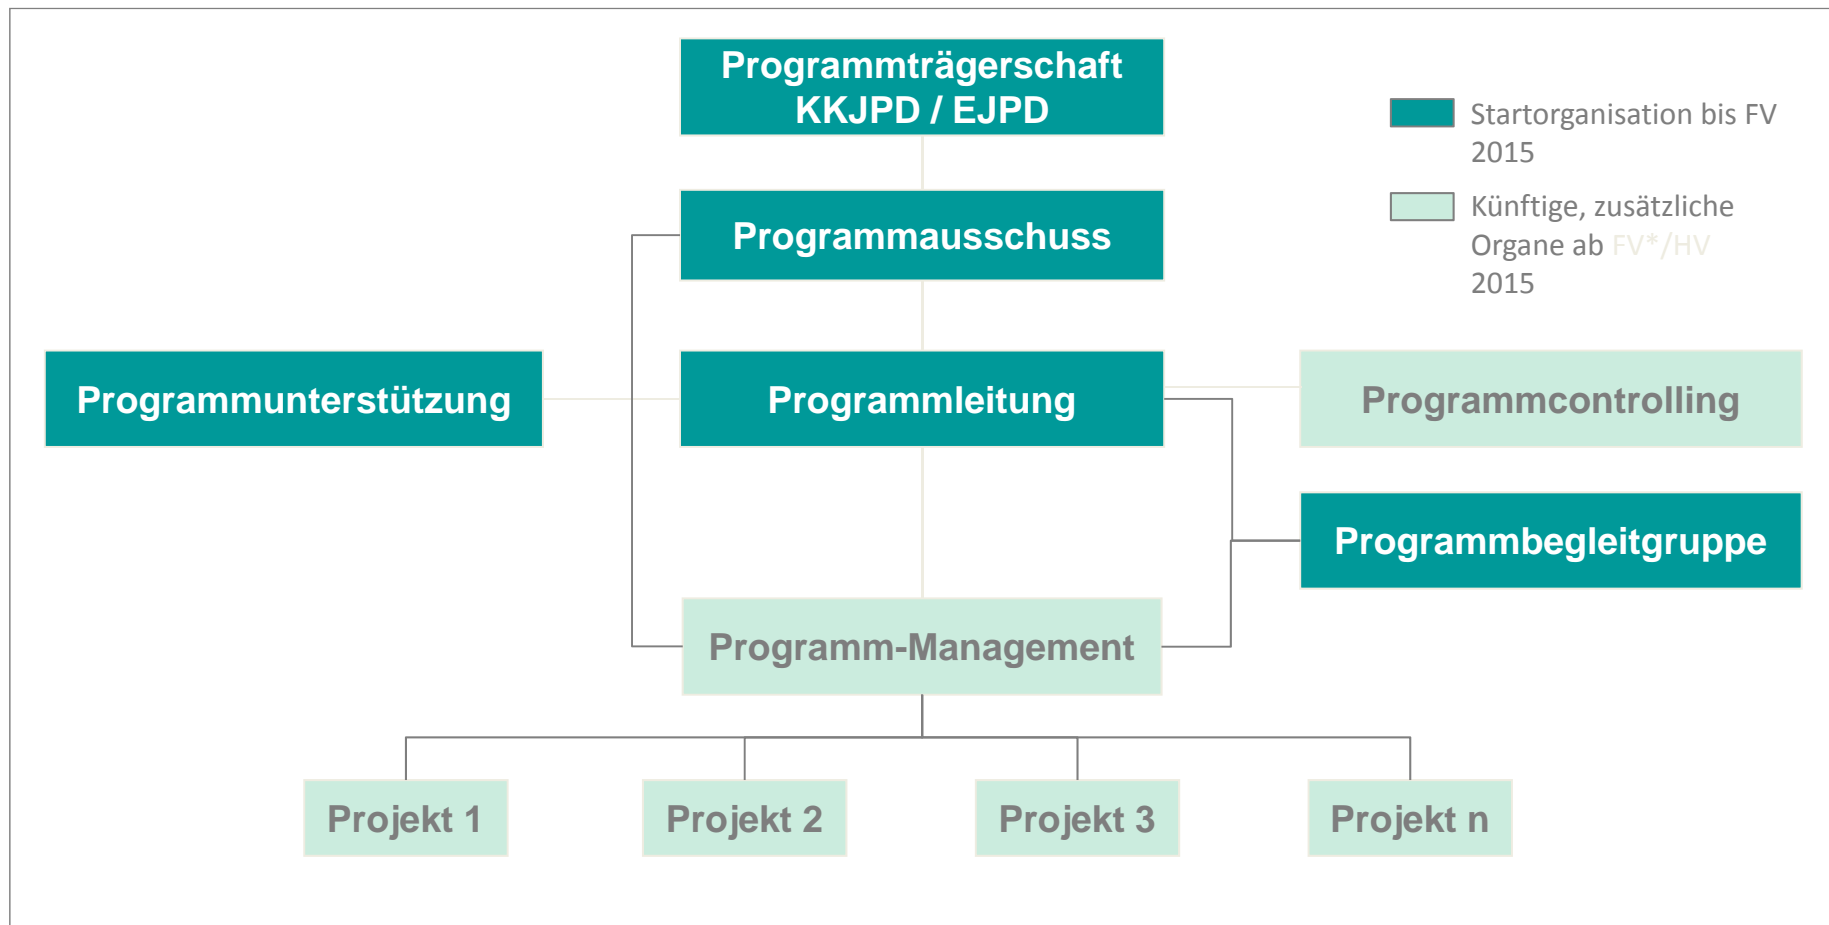 Programmträgerschaft
KKJPD / EJPD
Startorganisation bis FV
2015
Künftige, zusätzliche
Organe ab FV*/HV
2015
Programmausschuss
Programmunterstützung
Programmleitung
Programmcontrolling
Programmbegleitgruppe
Programm-Management
Projekt 1
Projekt 2
Projekt 3
Projekt n